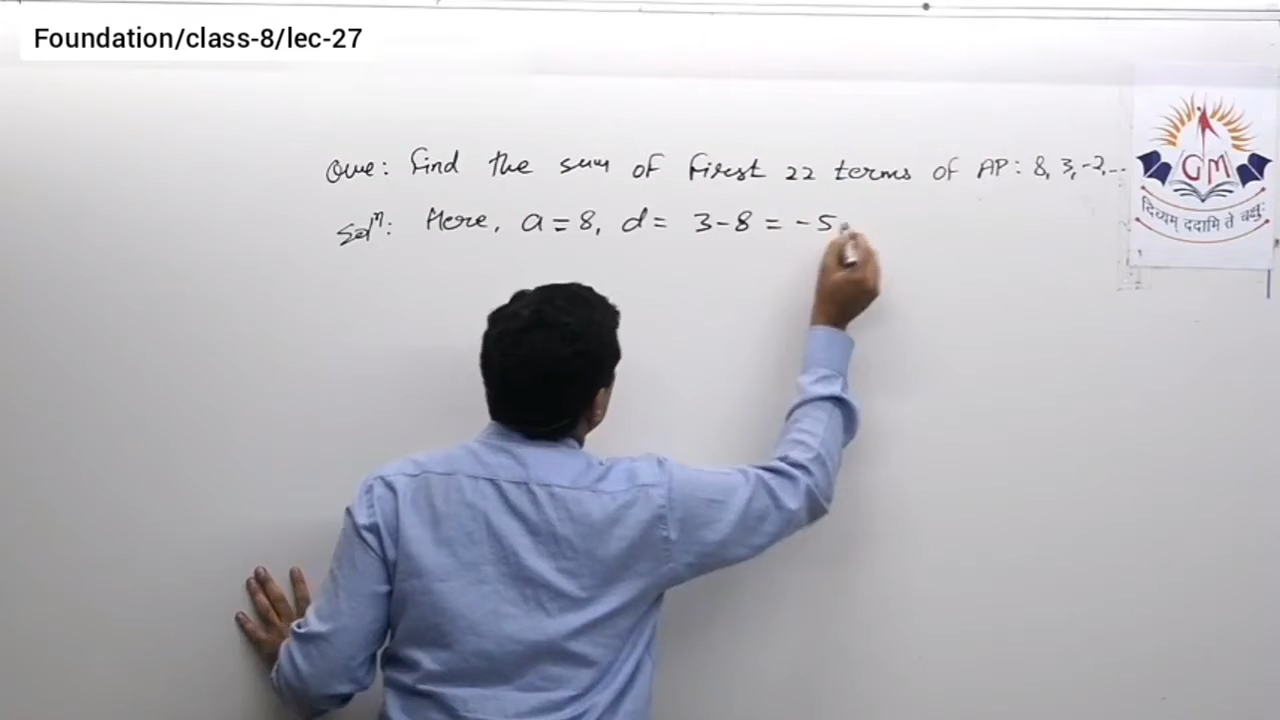 Foundation/class-8/lec-27
Que: Find the sum of first 22 terms of AP: 8, 3, -2,...
Solⁿ: Here, a = 8, d = 3-8 = -5
GM
दिव्यम् ददामि ते चक्षुः